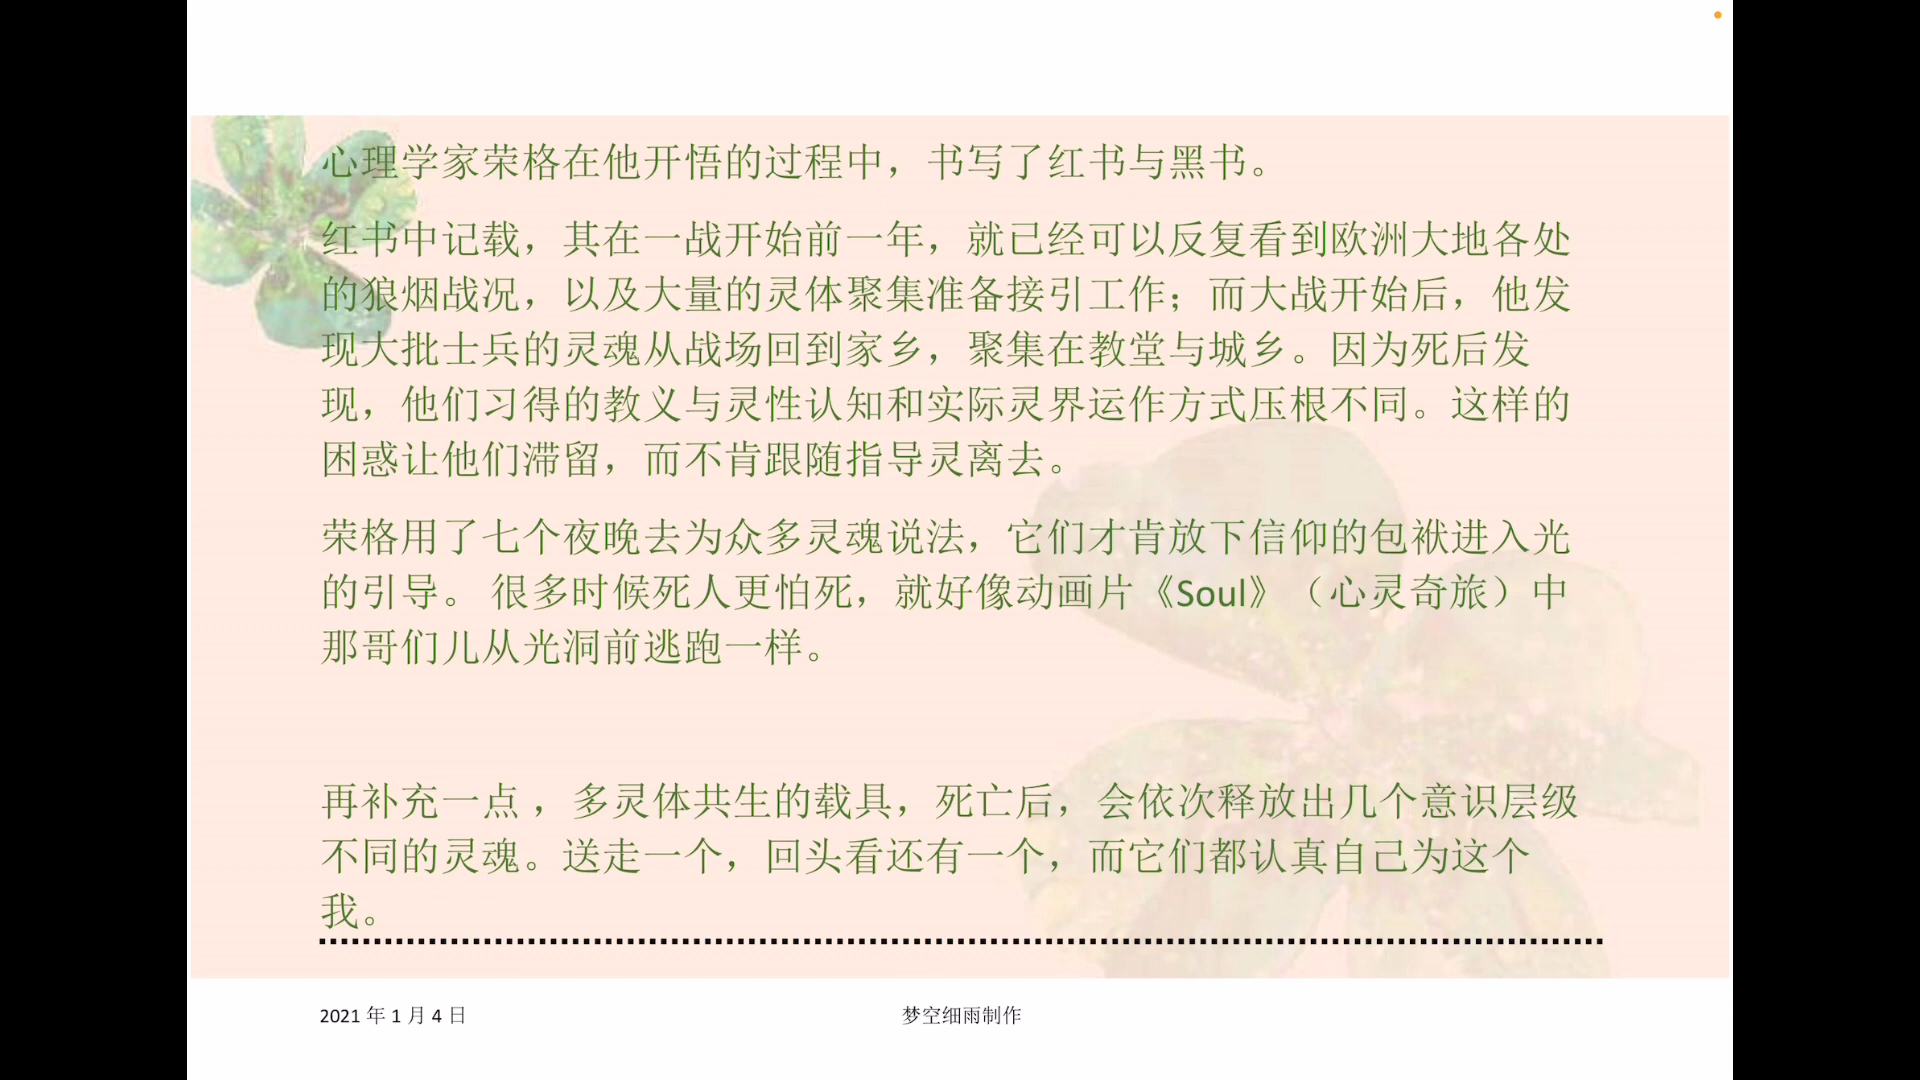 心理学家荣格在他开悟的过程中，书写了红书与黑书。
红书中记载，其在一战开始前一年，就已经可以反复看到欧洲大地各处
的狼烟战况，以及大量的灵体聚集准备接引工作；而大战开始后，他发
现大批士兵的灵魂从战场回到家乡，聚集在教堂与城乡。因为死后发
现，他们习得的教义与灵性认知和实际灵界运作方式压根不同。这样的
困惑让他们滞留，而不肯跟随指导灵离去。
荣格用了七个夜晚去为众多灵魂说法，它们才肯放下信仰的包袱进入光
的引导。 很多时候死人更怕死，就好像动画片《Soul》（心灵奇旅）中
那哥们儿从光洞前逃跑一样。
再补充一点 ，多灵体共生的载具，死亡后，会依次释放出几个意识层级
不同的灵魂。送走一个，回头看还有一个，而它们都认真自己为这个
我。
2021 年 1 月 4 日
梦空细雨制作